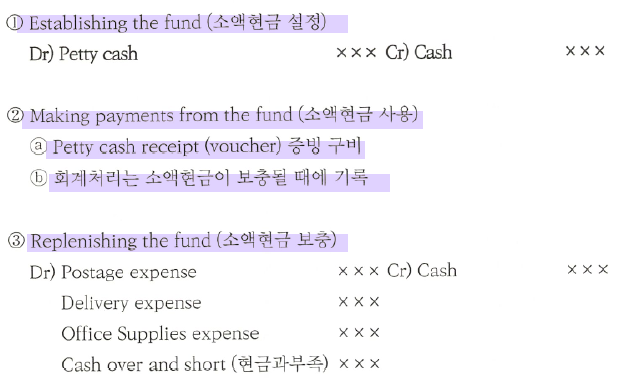 ① Establishing the fund (소액현금 설정)
Dr) Petty cash ××× Cr) Cash ×××
② Making payments from the fund (소액현금 사용)
ⓐ Petty cash receipt (voucher) 증빙 구비
ⓑ 회계처리는 소액현금이 보충될 때에 기록
③ Replenishing the fund (소액현금 보충)
Dr) Postage expense ××× Cr) Cash ×××
Delivery expense ×××
Office Supplies expense ×××
Cash over and short (현금과부족) ×××